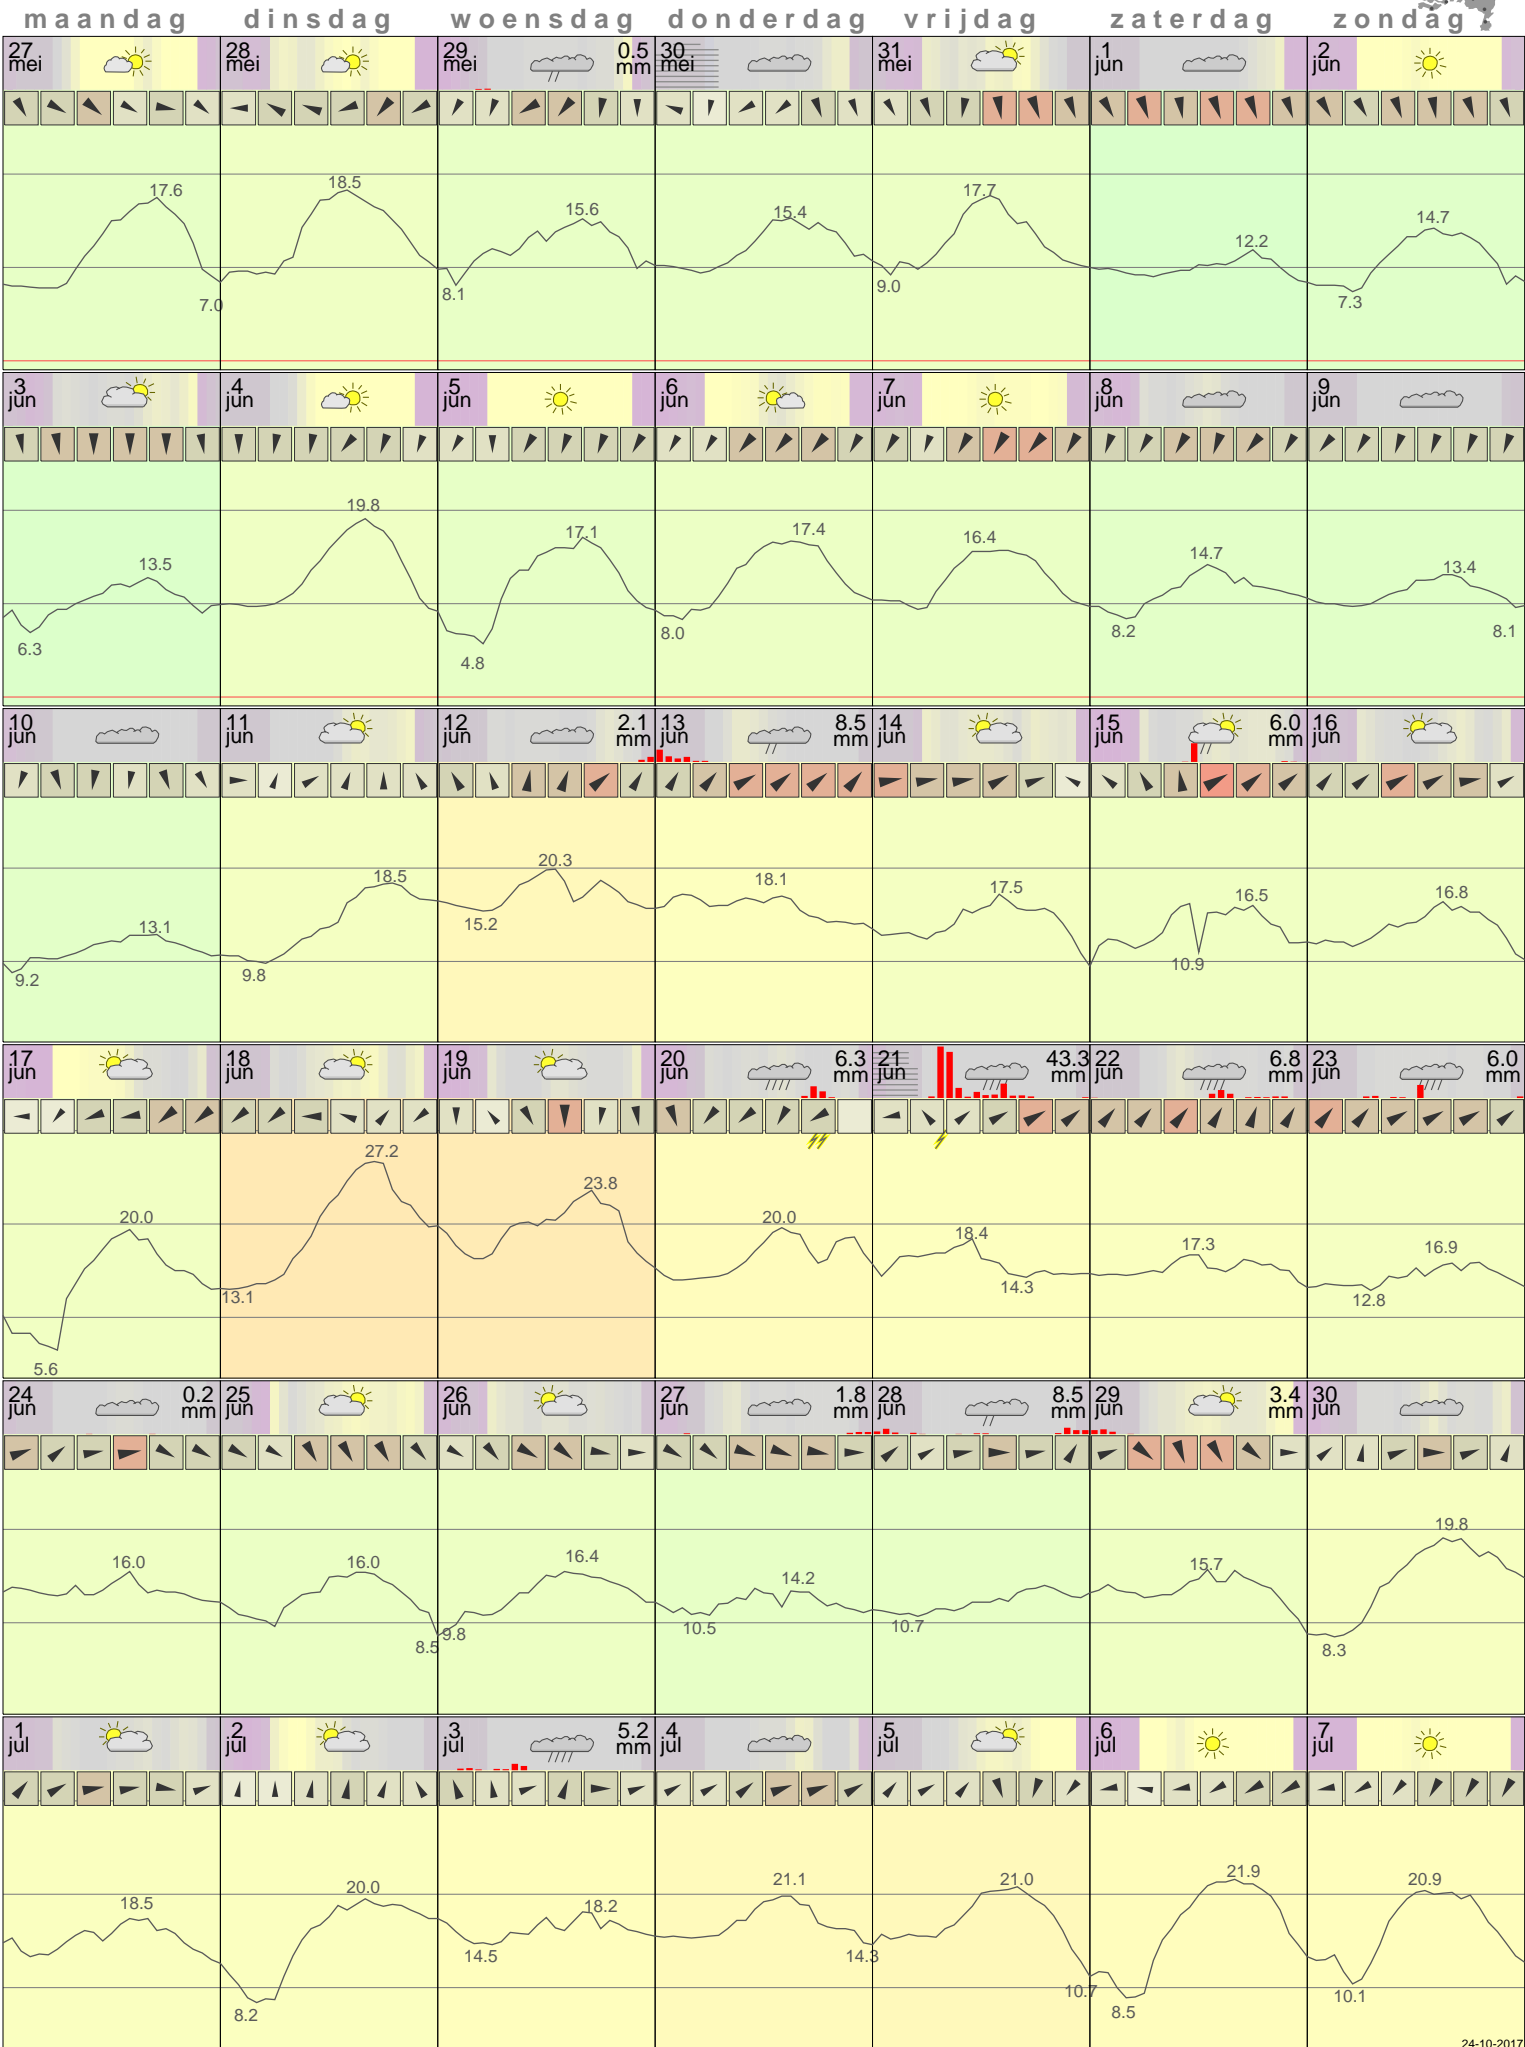 maandag dinsdag woensdag donderdag vrijdag zaterdag zondag
27 28 29 0.5 30 31 1 2
mei mei mei mm mei mei jun jun
17.6 18.5 15.6 15.4 17.7 12.2 14.7
7.0 8.1 9.0 7.3
3 4 5 6 7 8 9
jun jun jun jun jun jun jun
13.5 19.8 17.1 17.4 16.4 14.7 13.4
6.3 4.8 8.0 8.2 8.1
10 11 12 2.1 13 8.5 14 15 6.0 16
jun jun jun mm jun mm jun jun mm jun
13.1 18.5 20.3 18.1 17.5 16.5 16.8
9.2 9.8 15.2 10.9
17 18 19 20 6.3 21 43.3 22 6.8 23 6.0
jun jun jun jun mm jun mm jun mm jun mm
20.0 27.2 23.8 20.0 18.4 17.3 16.9
5.6 13.1 14.3 12.8
24 0.2 25 26 27 1.8 28 8.5 29 3.4 30
jun mm jun jun jun mm jun mm jun mm jun
16.0 16.0 16.4 14.2 15.7 19.8
8.5 9.8 10.5 10.7 8.3
1 2 3 5.2 4 5 6 7
jul jul jul mm jul jul jul jul
18.5 20.0 18.2 21.1 21.0 21.9 20.9
8.2 14.5 14.3 10.7 8.5 10.1
24-10-2017